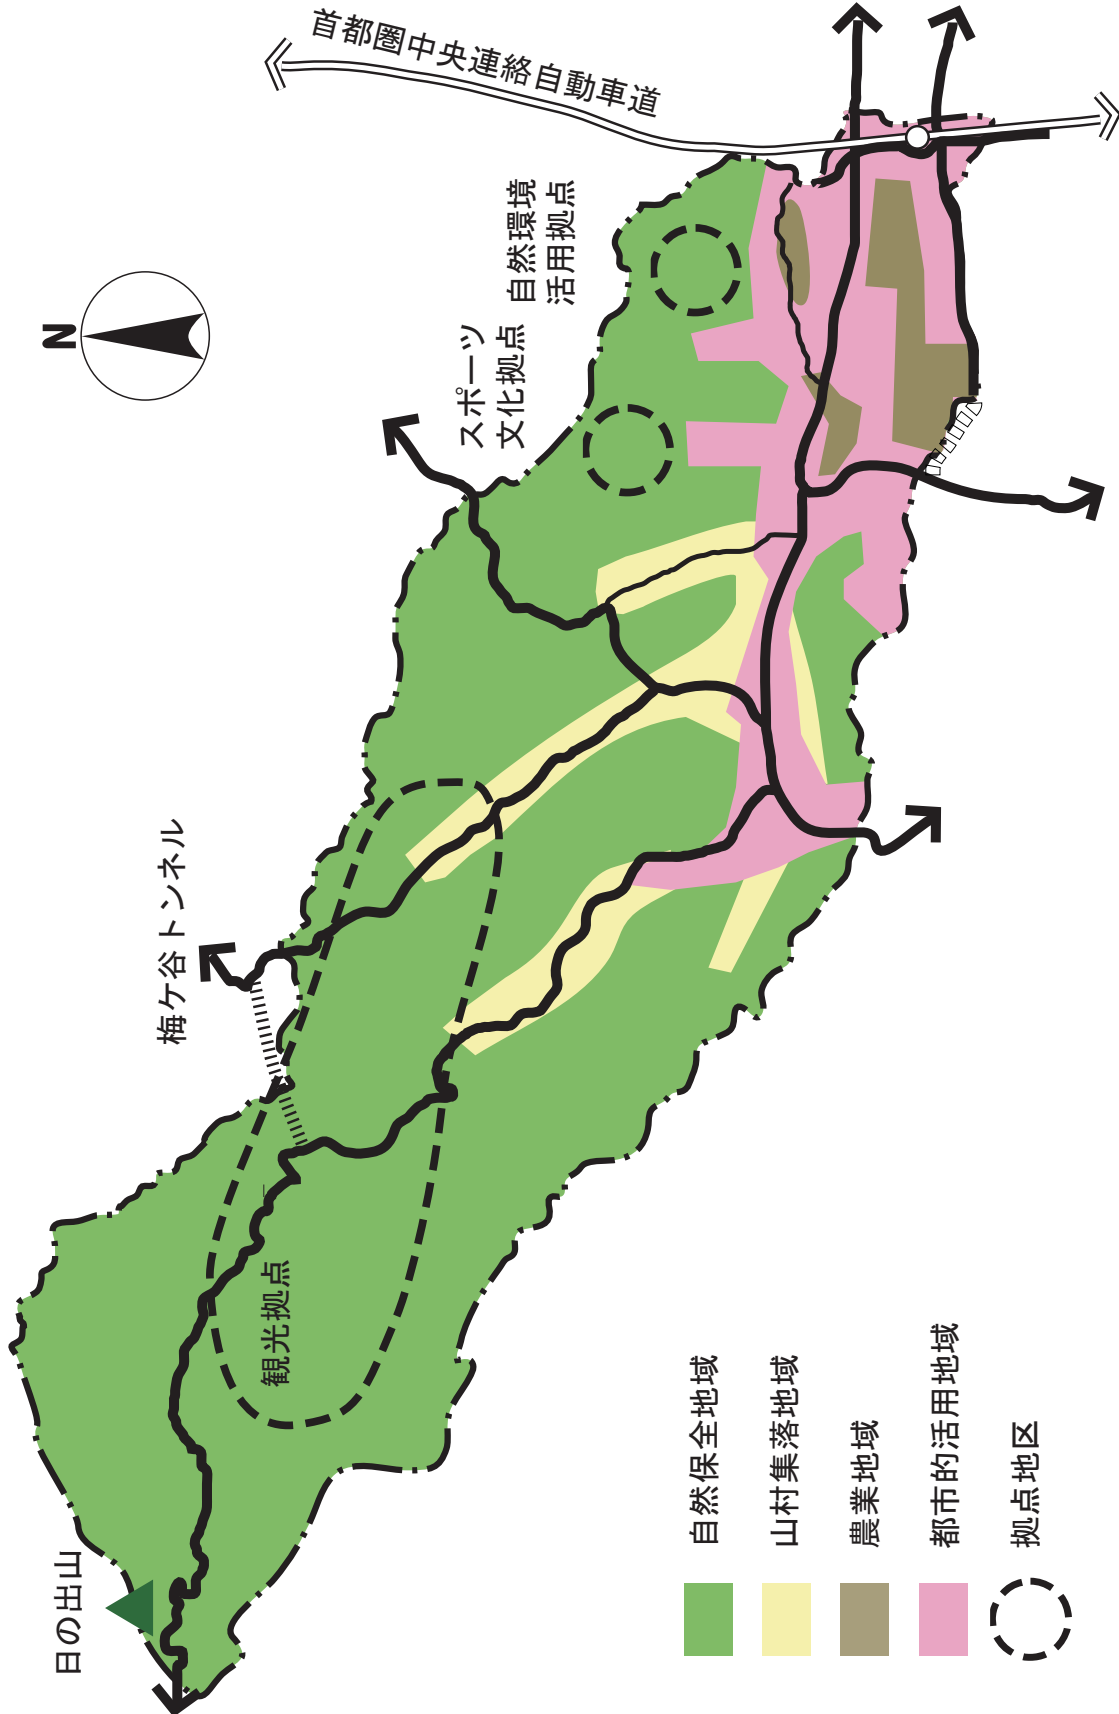 首都圏中央連絡自動車道
N
自然環境
活用拠点
スポーツ
文化拠点
梅ケ谷トンネル
観光拠点
日の出山
自然保全地域
山村集落地域
農業地域
都市的活用地域
拠点地区